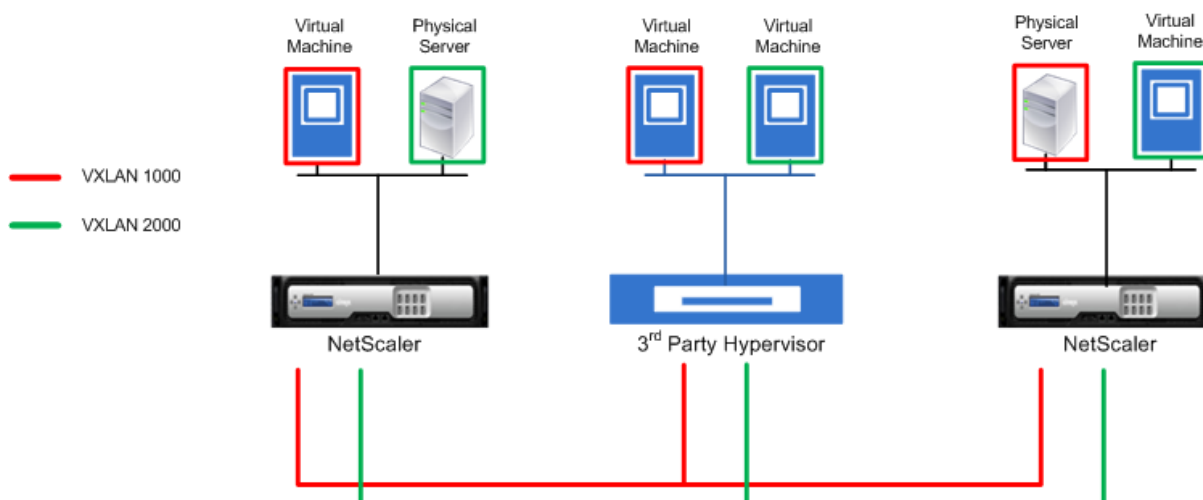 Virtual
Machine
Physical
Server
Virtual
Machine
Virtual
Machine
Physical
Server
Virtual
Machine
VXLAN 1000
VXLAN 2000
NetScaler
3rd Party Hypervisor
NetScaler